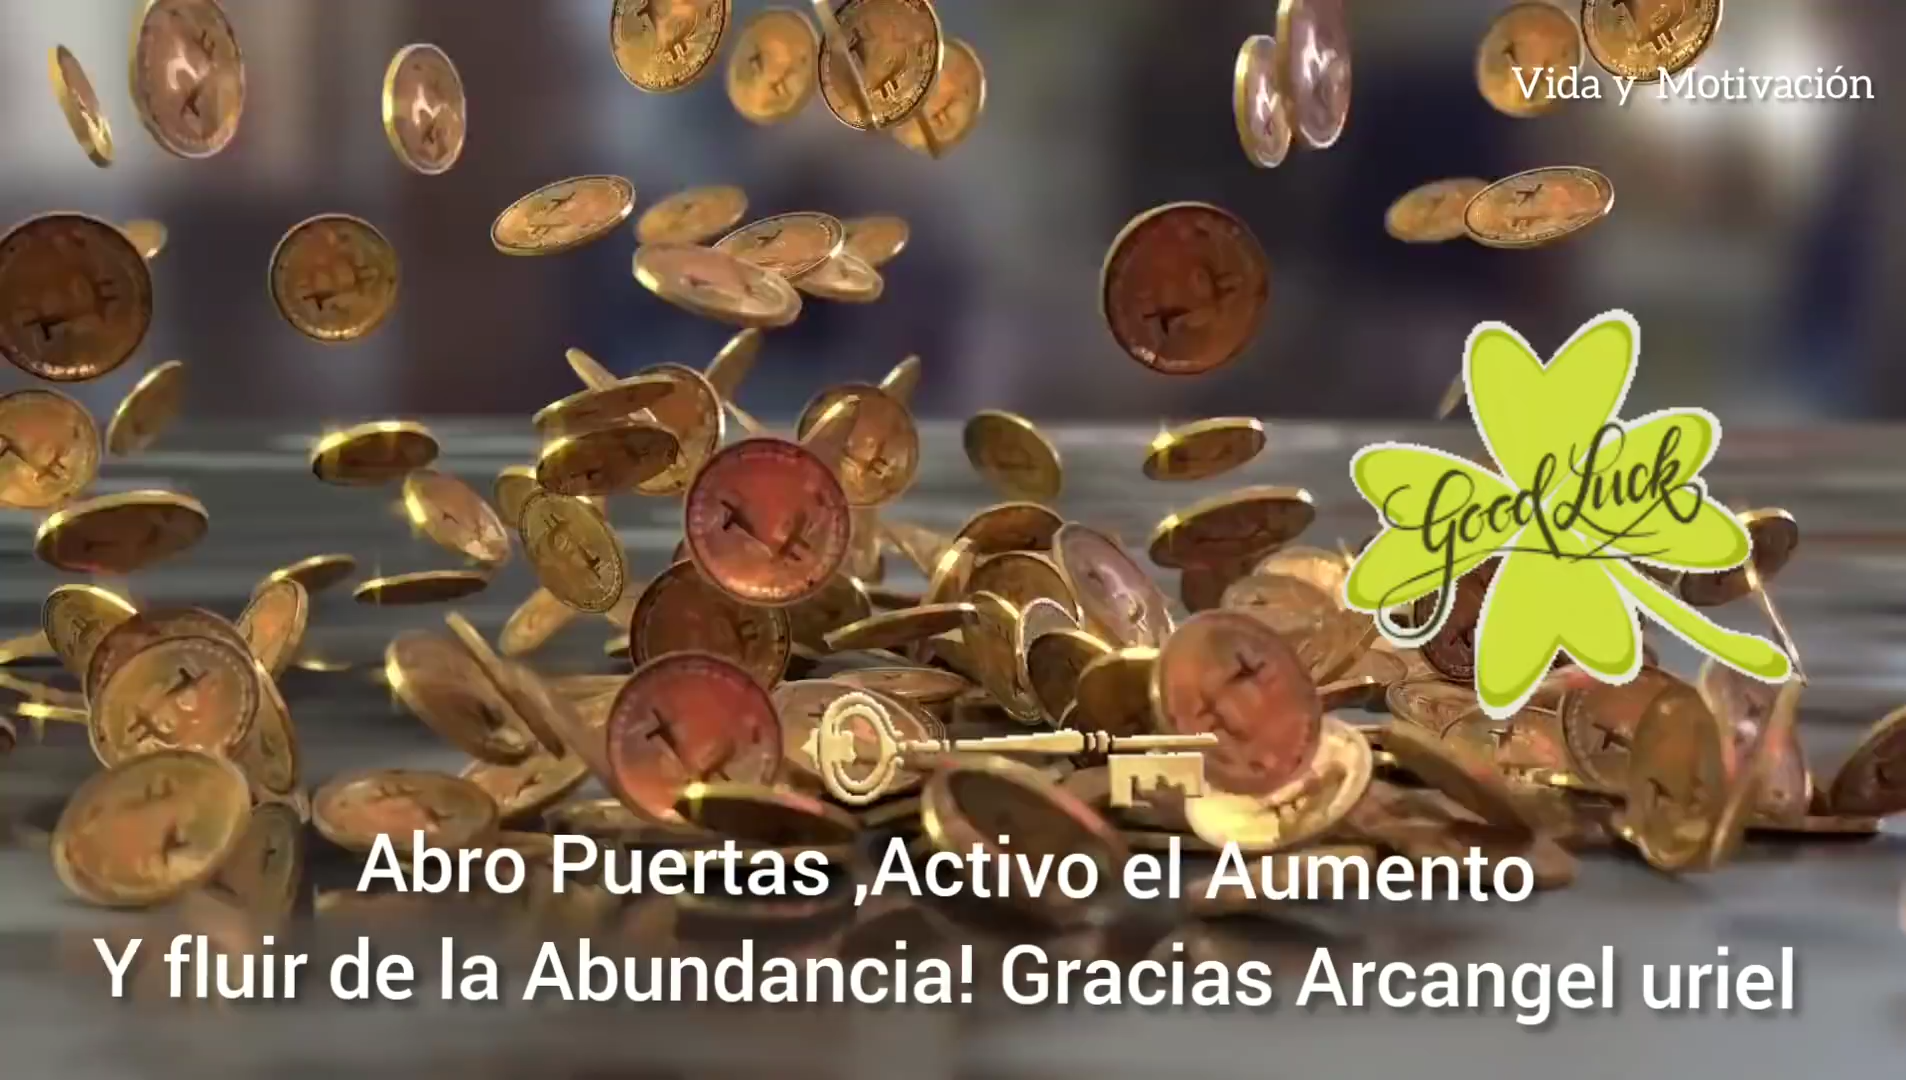 Vida y Motivación
Good Luck
Abro Puertas ,Activo el Aumento
Y fluir de la Abundancia! Gracias Arcangel uriel